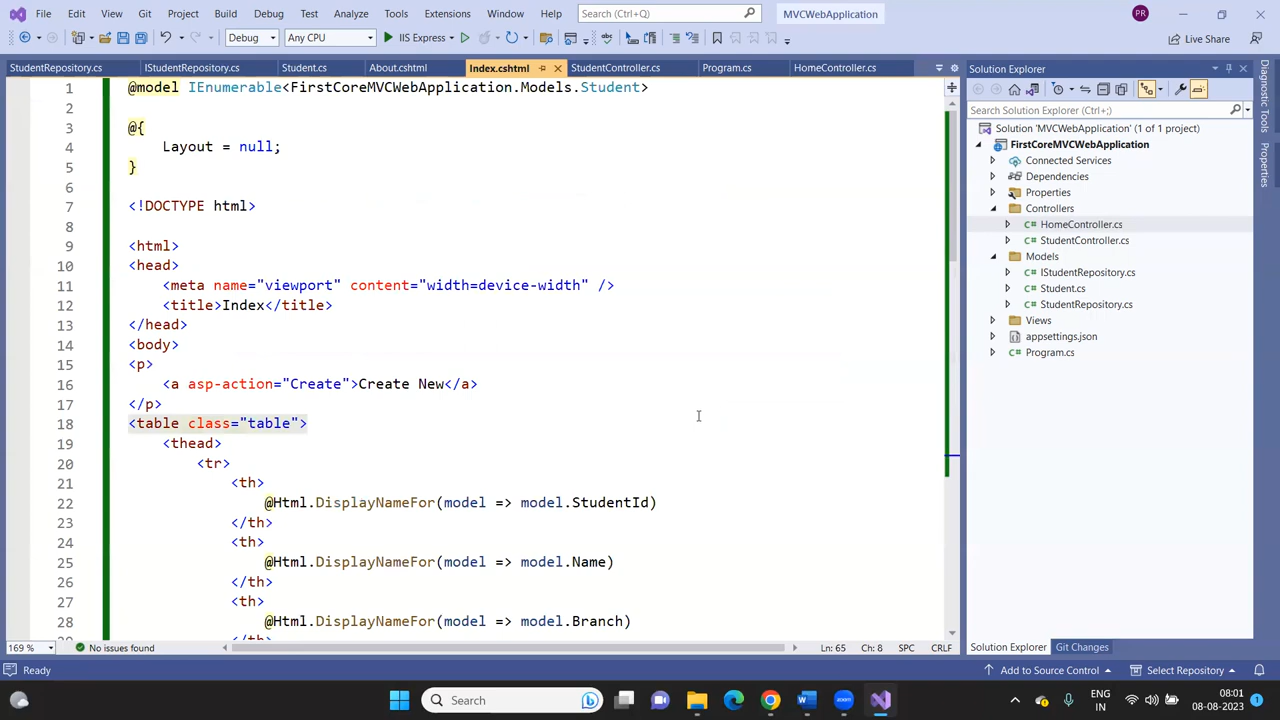 File Edit View Git Project Build Debug Test Analyze Tools Extensions Window Help Search (Ctrl+Q) MVCWebApplication PR
Debug Any CPU IIS Express Live Share
StudentRepository.cs IStudentRepository.cs Student.cs About.cshtml Index.cshtml StudentController.cs Program.cs HomeController.cs
1 @model IEnumerable<FirstCoreMVCWebApplication.Models.Student>
2
3 @{
4 Layout = null;
5 }
6
7 <!DOCTYPE html>
8
9 <html>
10 <head>
11 <meta name="viewport" content="width=device-width" />
12 <title>Index</title>
13 </head>
14 <body>
15 <p>
16 <a asp-action="Create">Create New</a>
17 </p>
18 <table class="table">
19 <thead>
20 <tr>
21 <th>
22 @Html.DisplayNameFor(model => model.StudentId)
23 </th>
24 <th>
25 @Html.DisplayNameFor(model => model.Name)
26 </th>
27 <th>
28 @Html.DisplayNameFor(model => model.Branch)
169 % No issues found Ln: 65 Ch: 8 SPC CRLF
Solution Explorer
Search Solution Explorer (Ctrl+;)
Solution 'MVCWebApplication' (1 of 1 project)
FirstCoreMVCWebApplication
Connected Services
Dependencies
Properties
Controllers
C# HomeController.cs
C# StudentController.cs
Models
C# IStudentRepository.cs
C# Student.cs
C# StudentRepository.cs
Views
appsettings.json
C# Program.cs
Solution Explorer Git Changes
Diagnostic Tools
Properties
Ready Add to Source Control Select Repository
Search ENG IN 08:01 08-08-2023